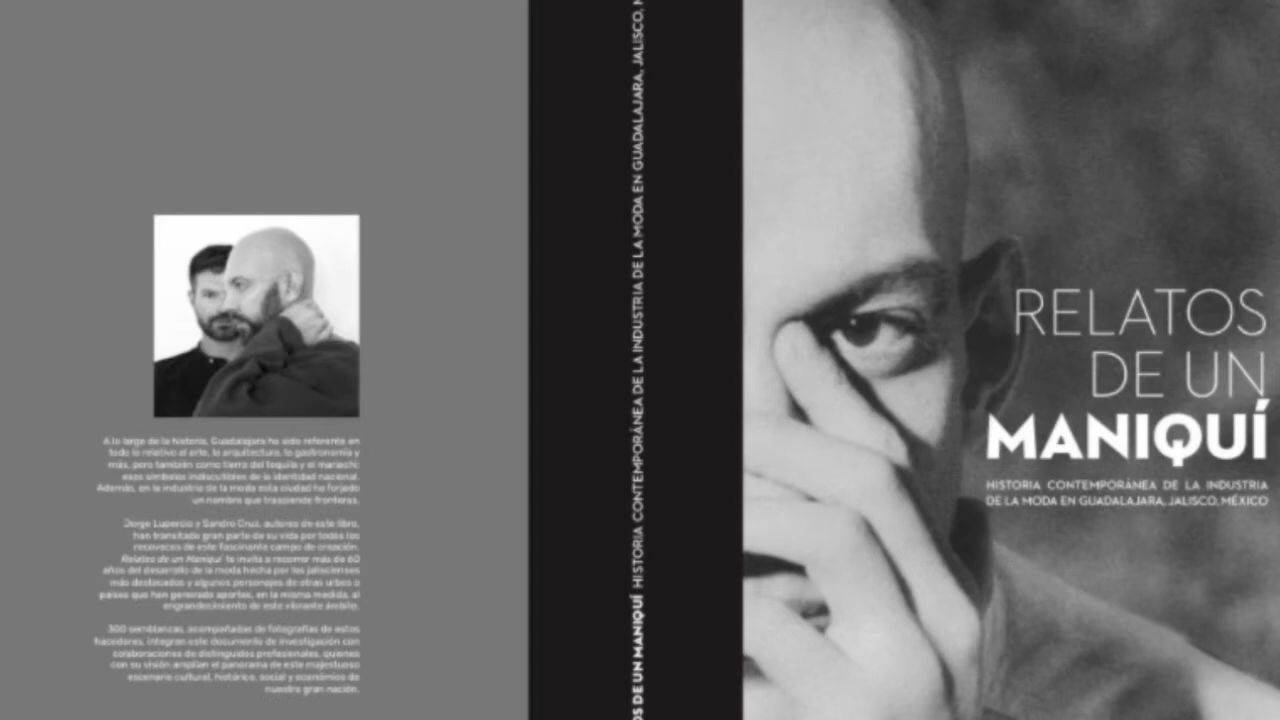 A lo largo de la historia, Guadalajara ha sido referente en
todo lo relativo al arte, la arquitectura, la gastronomía y
más, pero también como tierra del tequila y el mariachi:
esos símbolos indiscutibles de la identidad nacional.
Además, en la industria de la moda esta ciudad ha forjado
un nombre que trasciende fronteras.
Jorge Lupercio y Sandro Cruz, autores de este libro,
han transitado gran parte de su vida por todos los
recovecos de este fascinante campo de creación.
Relatos de un Maniquí te invita a recorrer más de 60
años del desarrollo de la moda hecha por los jaliscienses
más destacados y algunos personajes de otras urbes o
países que han generado aportes, en la misma medida, al
engrandecimiento de este vibrante ámbito.
300 semblanzas, acompañadas de fotografías de estos
hacedores, integran este documento de investigación con
colaboraciones de distinguidos profesionales, quienes
con su visión amplían el panorama de este majestuoso
escenario cultural, histórico, social y económico de
nuestra gran nación.
OS DE UN MANIQUÍ HISTORIA CONTEMPORÁNEA DE LA INDUSTRIA DE LA MODA EN GUADALAJARA, JALISCO,
RELATOS
DE UN
MANIQUÍ
HISTORIA CONTEMPORÁNEA DE LA INDUSTRIA
DE LA MODA EN GUADALAJARA, JALISCO, MÉXICO